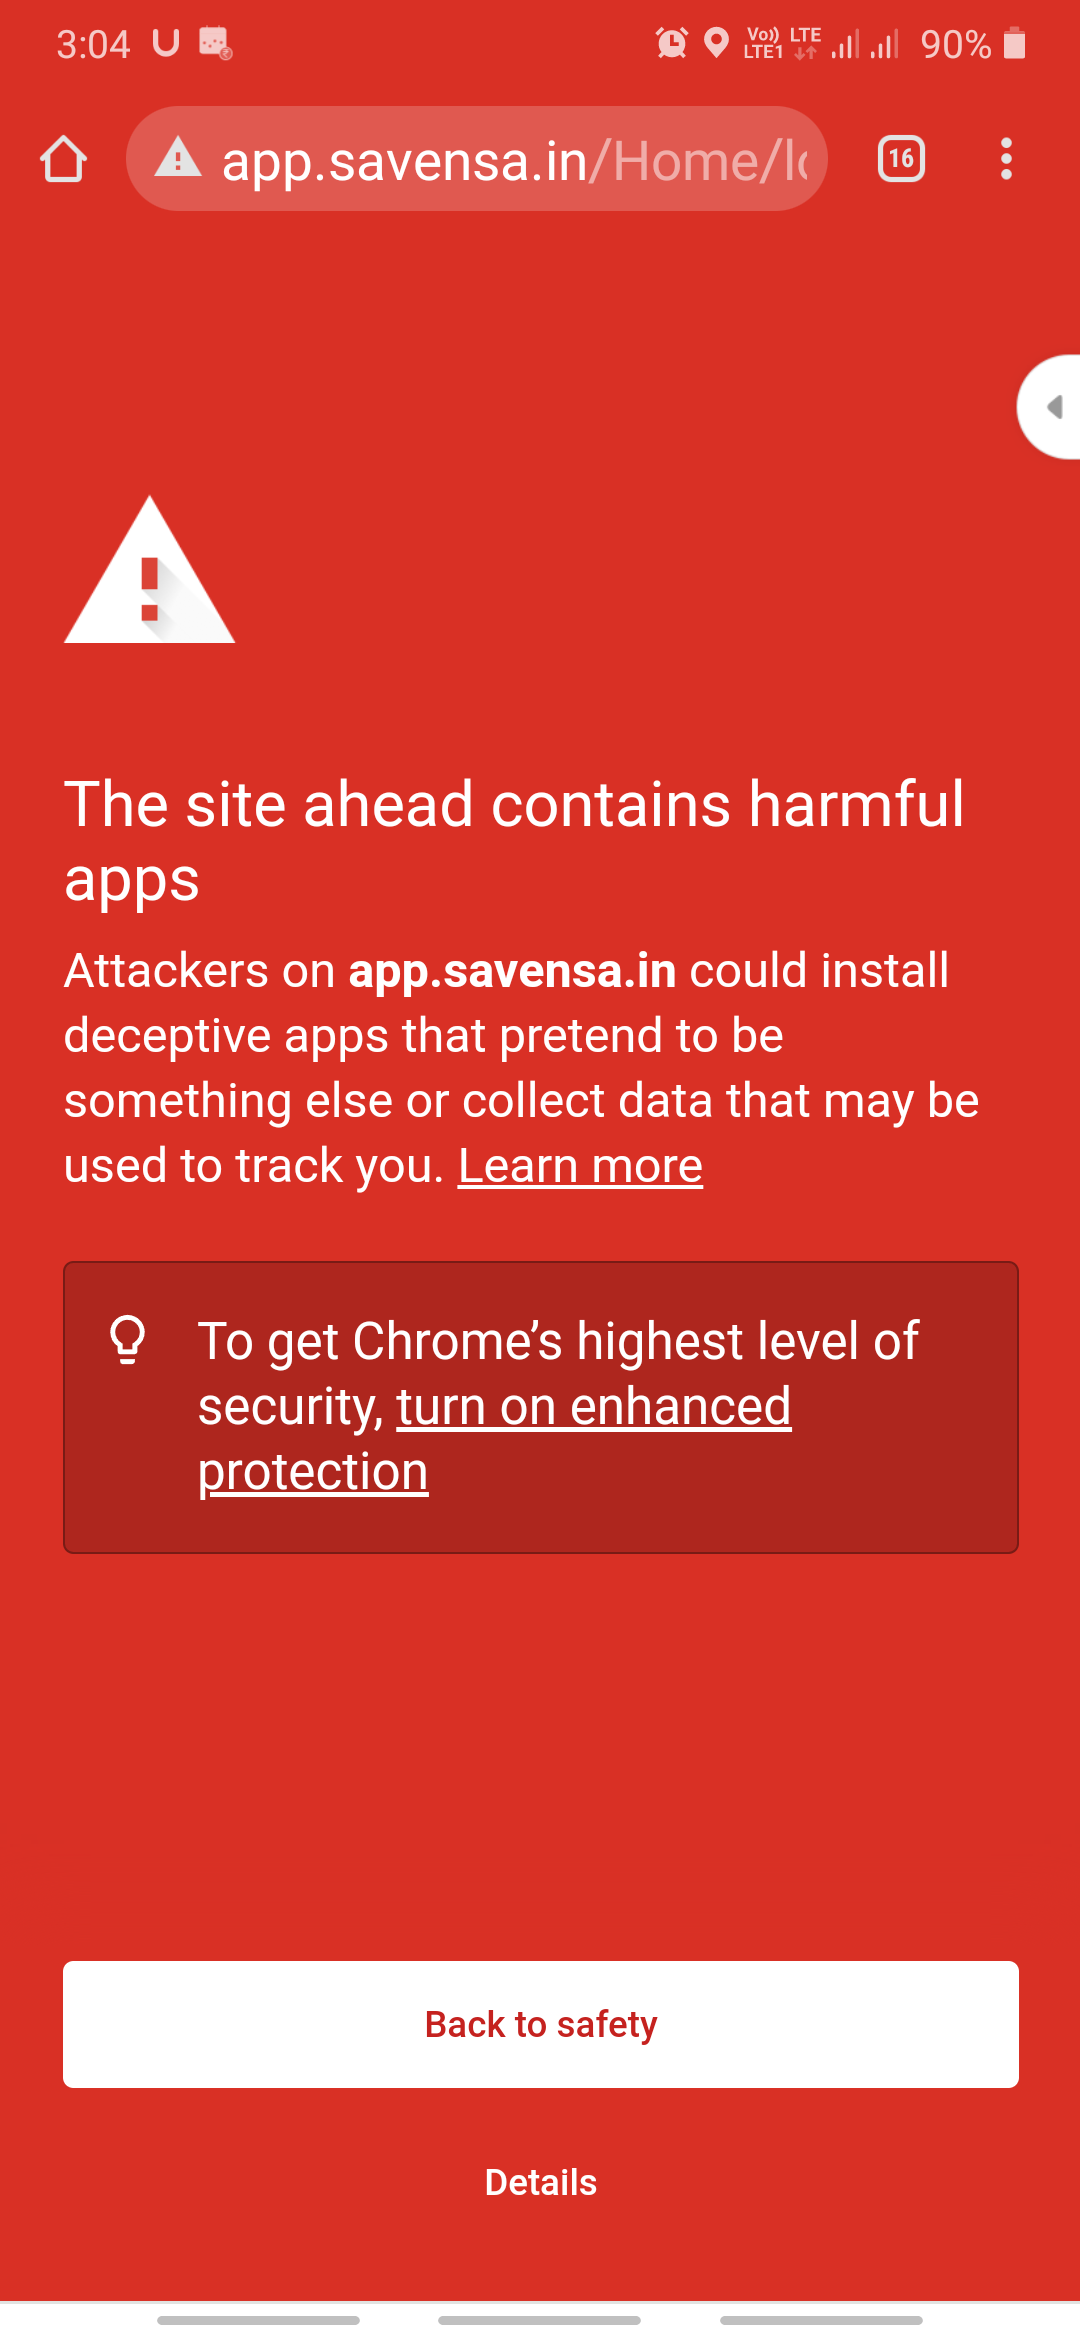 3:04
Vo)) LTE1 LTE 90%
app.savensa.in/Home/lo
16
The site ahead contains harmful
apps
Attackers on app.savensa.in could install
deceptive apps that pretend to be
something else or collect data that may be
used to track you. Learn more
To get Chrome’s highest level of
security, turn on enhanced
protection
Back to safety
Details